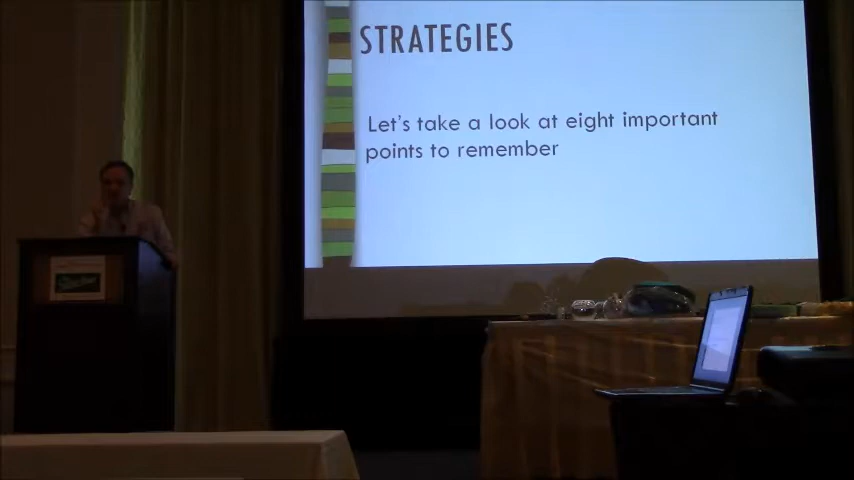 STRATEGIES
Let's take a look at eight important
points to remember